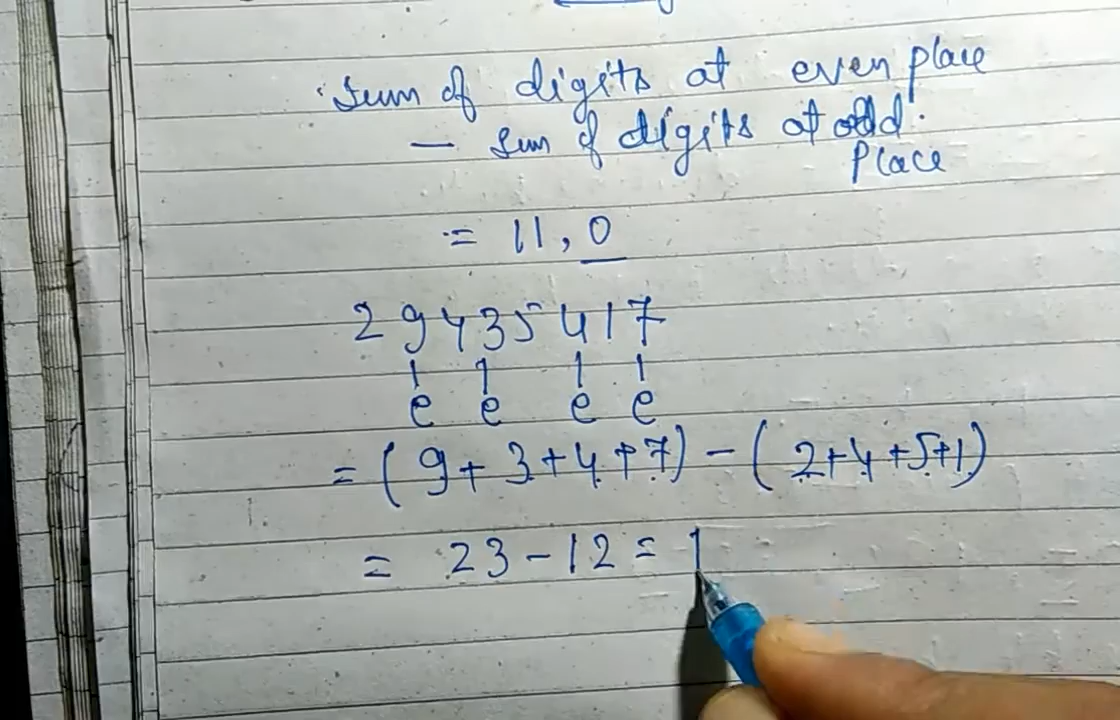 Sum of digits at even place
— Sum of digits at odd
Place
= 11, 0
29435417
e e e e
= (9+3+4+7) - (2+4+5+1)
= 23-12 = 1